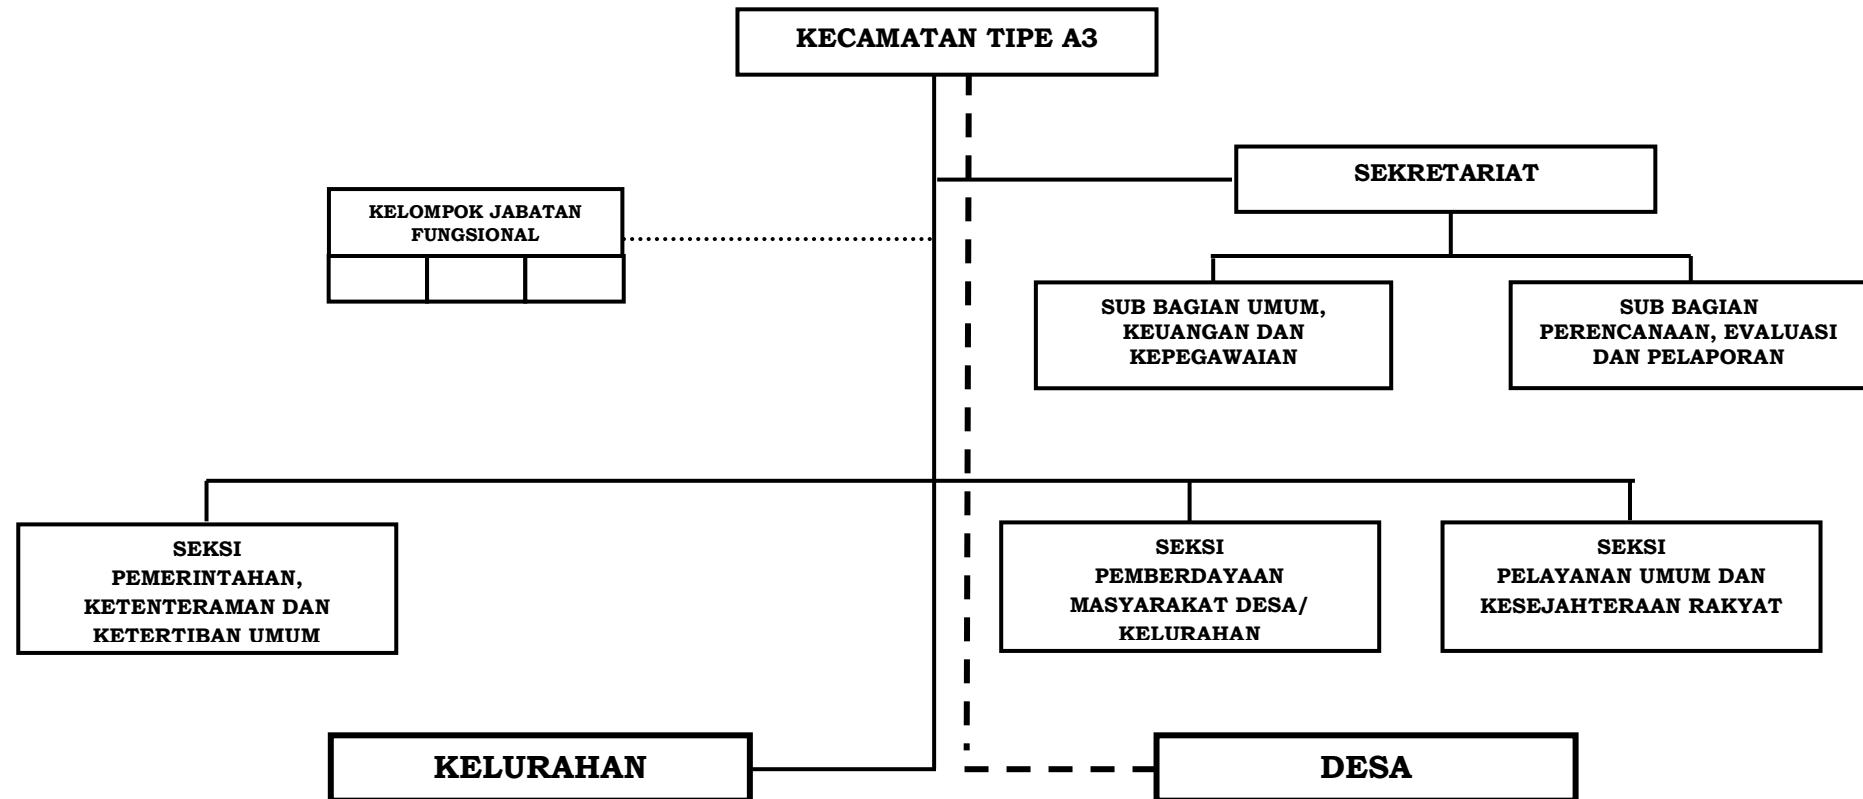 KECAMATAN TIPE A3
SEKRETARIAT
KELOMPOK JABATAN
FUNGSIONAL
SUB BAGIAN UMUM,
KEUANGAN DAN
KEPEGAWAIAN
SUB BAGIAN
PERENCANAAN, EVALUASI
DAN PELAPORAN
SEKSI
PEMERINTAHAN,
KETENTERAMAN DAN
KETERTIBAN UMUM
SEKSI
PEMBERDAYAAN
MASYARAKAT DESA/
KELURAHAN
SEKSI
PELAYANAN UMUM DAN
KESEJAHTERAAN RAKYAT
KELURAHAN
DESA